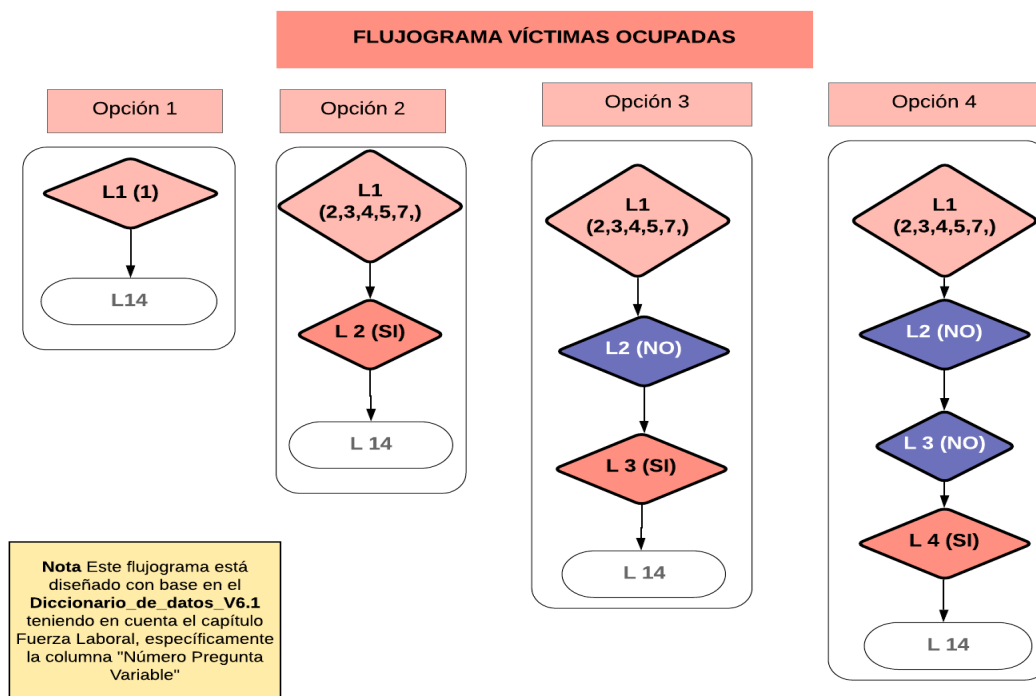 FLUJOGRAMA VÍCTIMAS OCUPADAS
Opción 1
L1 (1)
L14
Opción 2
L1
(2,3,4,5,7,)
L 2 (SI)
L 14
Opción 3
L1
(2,3,4,5,7,)
L2 (NO)
L 3 (SI)
L 14
Opción 4
L1
(2,3,4,5,7,)
L2 (NO)
L 3 (NO)
L 4 (SI)
L 14
Nota Este flujograma está
diseñado con base en el
Diccionario_de_datos_V6.1
teniendo en cuenta el capítulo
Fuerza Laboral, específicamente
la columna "Número Pregunta
Variable"